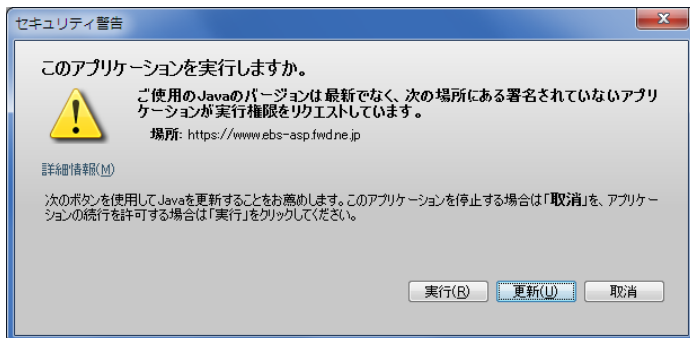 セキュリティ警告
このアプリケーションを実行しますか。
ご使用のJavaのバージョンは最新でなく、次の場所にある署名されていないアプリ
ケーションが実行権限をリクエストしています。
場所: https://www.ebs-asp.fwd.ne.jp
詳細情報(M)
次のボタンを使用してJavaを更新することをお薦めします。このアプリケーションを停止する場合は「取消」を、アプリケー
ションの続行を許可する場合は「実行」をクリックしてください。
実行(R) 更新(U) 取消